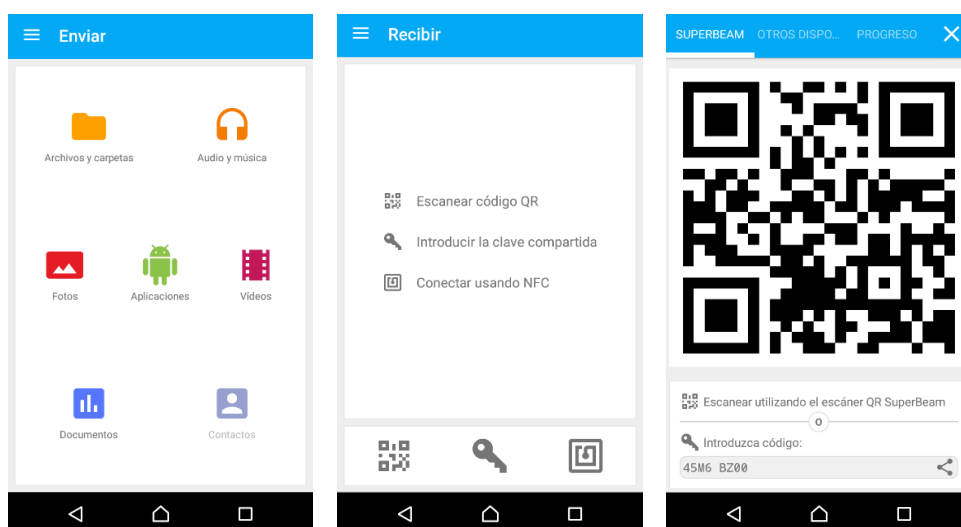 Enviar
Archivos y carpetas
Audio y música
Fotos
Aplicaciones
Vídeos
Documentos
Contactos
Recibir
Escanear código QR
Introducir la clave compartida
Conectar usando NFC
SUPERBEAM OTROS DISPO... PROGRESO
Escanear utilizando el escáner QR SuperBeam
O
Introduzca código:
45M6 BZ00